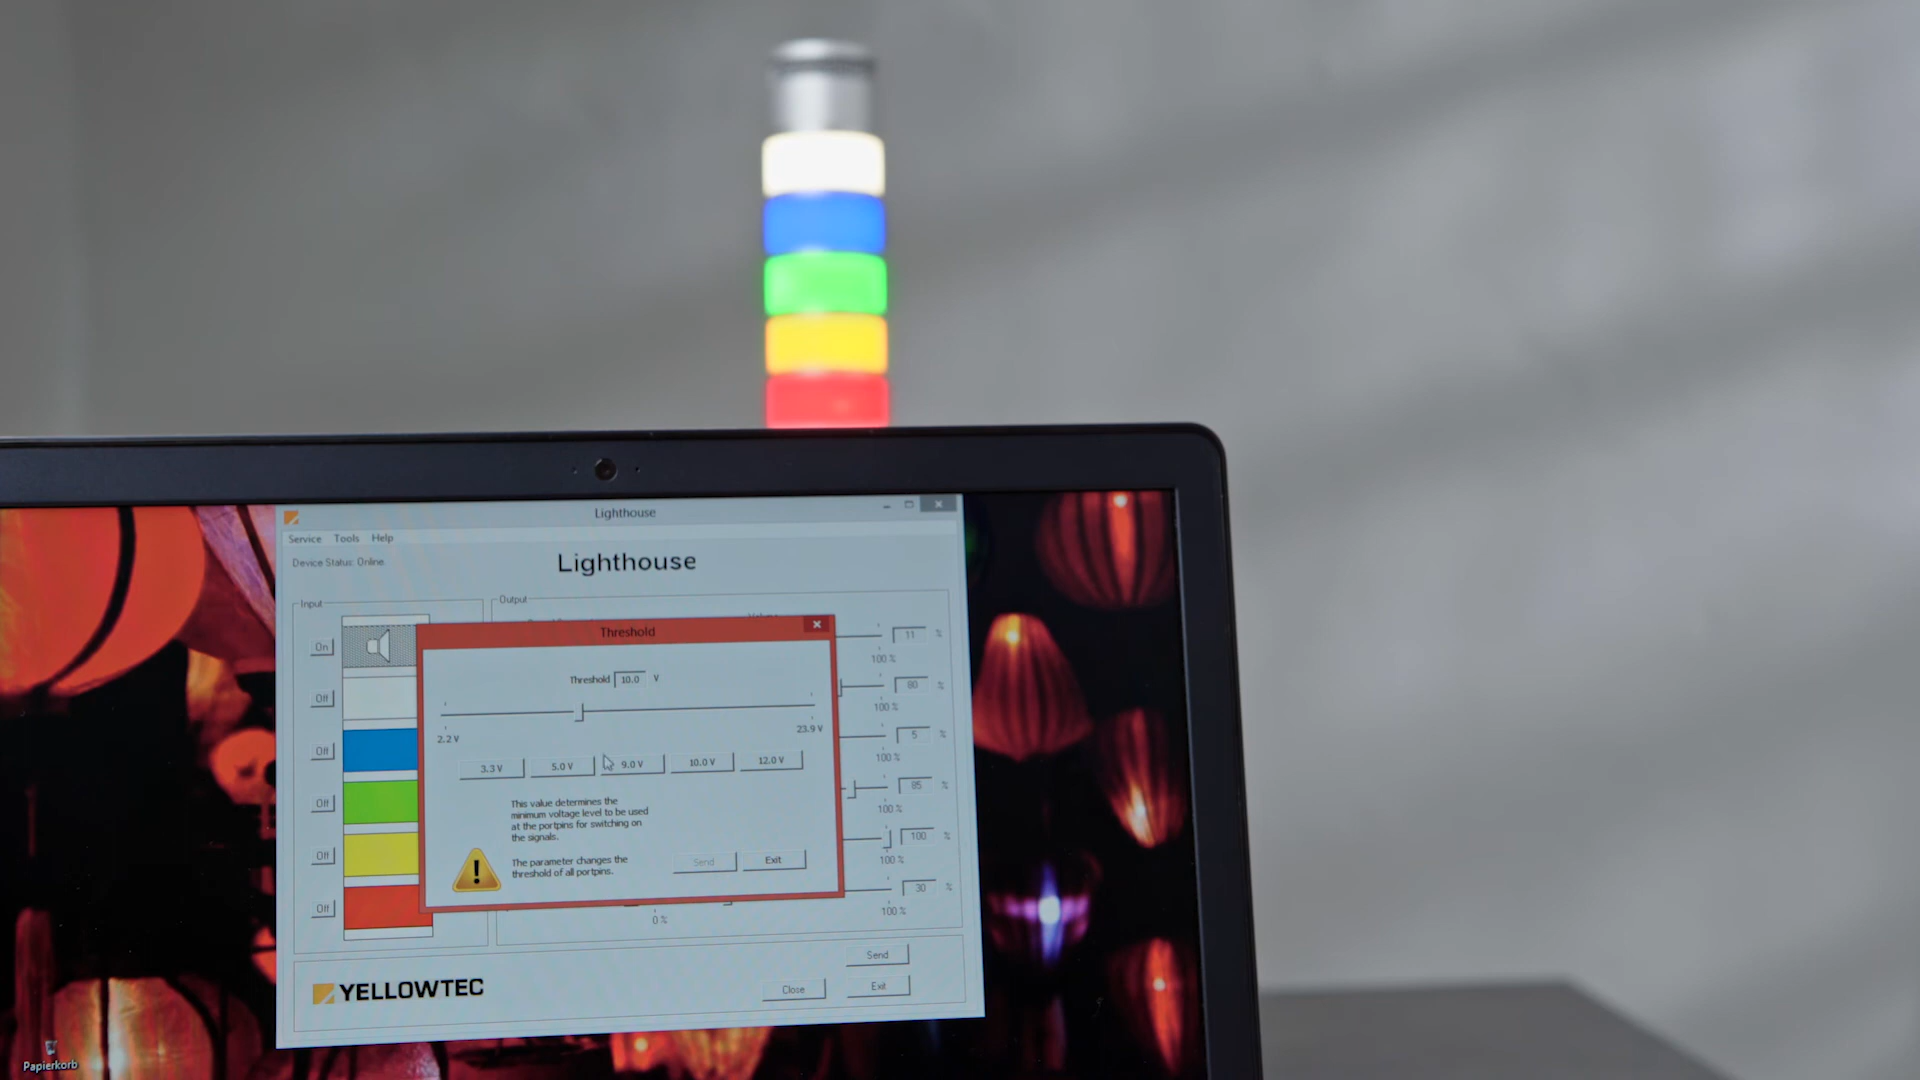 Lighthouse
Service Tools Help
Device Status: Online
Lighthouse
Input
Output
On
Off
Off
Off
Off
Off
11 %
100 %
80 %
100 %
5 %
100 %
85 %
100 %
100 %
100 %
30 %
0 %
100 %
Threshold
Threshold 10.0 V
2.2 V
23.9 V
3.3 V
5.0 V
9.0 V
10.0 V
12.0 V
This value determines the
minimum voltage level to be used
at the portpins for switching on
the signals.
The parameter changes the
threshold of all portpins.
Send
Exit
YELLOWTEC
Send
Close
Exit
Papierkorb